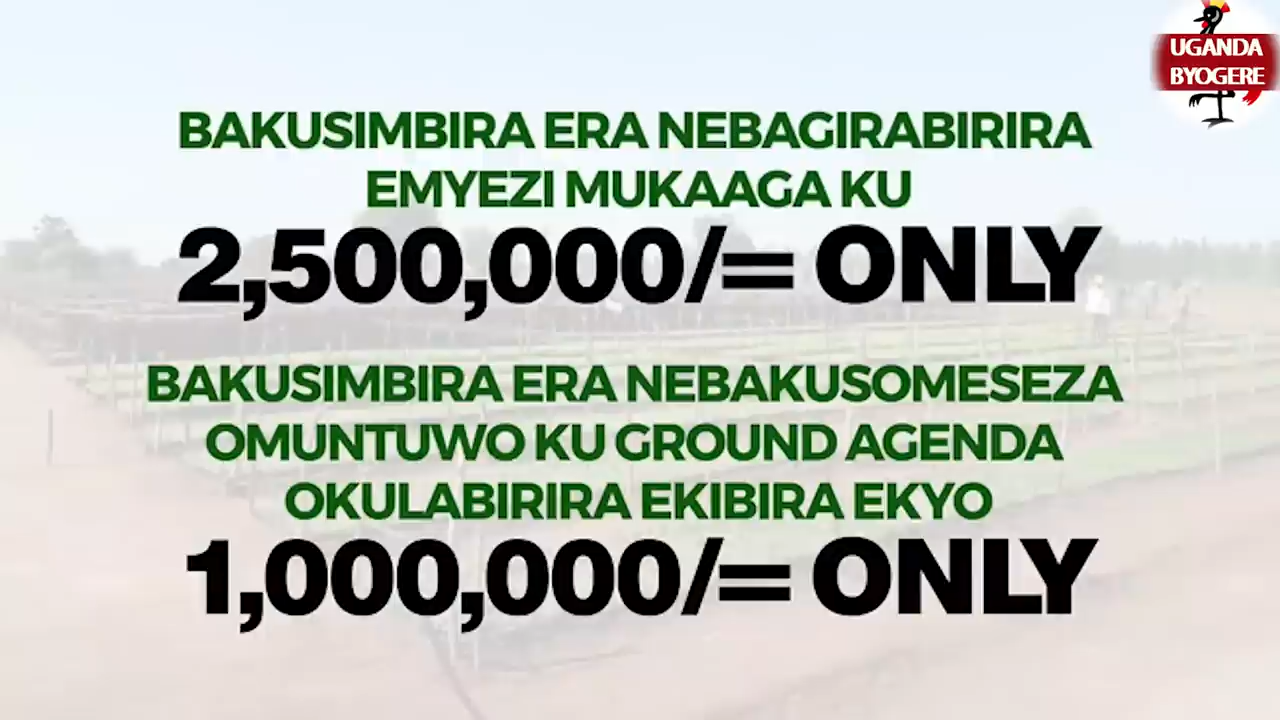 UGANDA
BYOGERE
BAKUSIMBIRA ERA NEBAGIRABIRIRA
EMYEZI MUKAAGA KU
2,500,000/= ONLY
BAKUSIMBIRA ERA NEBAKUSOMESEZA
OMUNTUWO KU GROUND AGENDA
OKULABIRIRA EKIBIRA EKYO
1,000,000/= ONLY